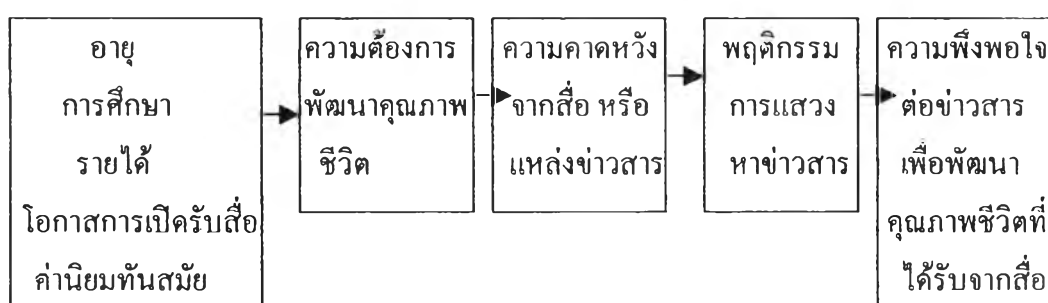 อายุ
การศึกษา
รายได้
โอกาสการเปิดรับสื่อ
ค่านิยมทันสมัย
ความต้องการ
พัฒนาคุณภาพ
ชีวิต
ความคาดหวัง
จากสื่อ หรือ
แหล่งข่าวสาร
พฤติกรรม
การแสวง
หาข่าวสาร
ความพึงพอใจ
ต่อข่าวสาร
เพื่อพัฒนา
คุณภาพชีวิตที่
ได้รับจากสื่อ